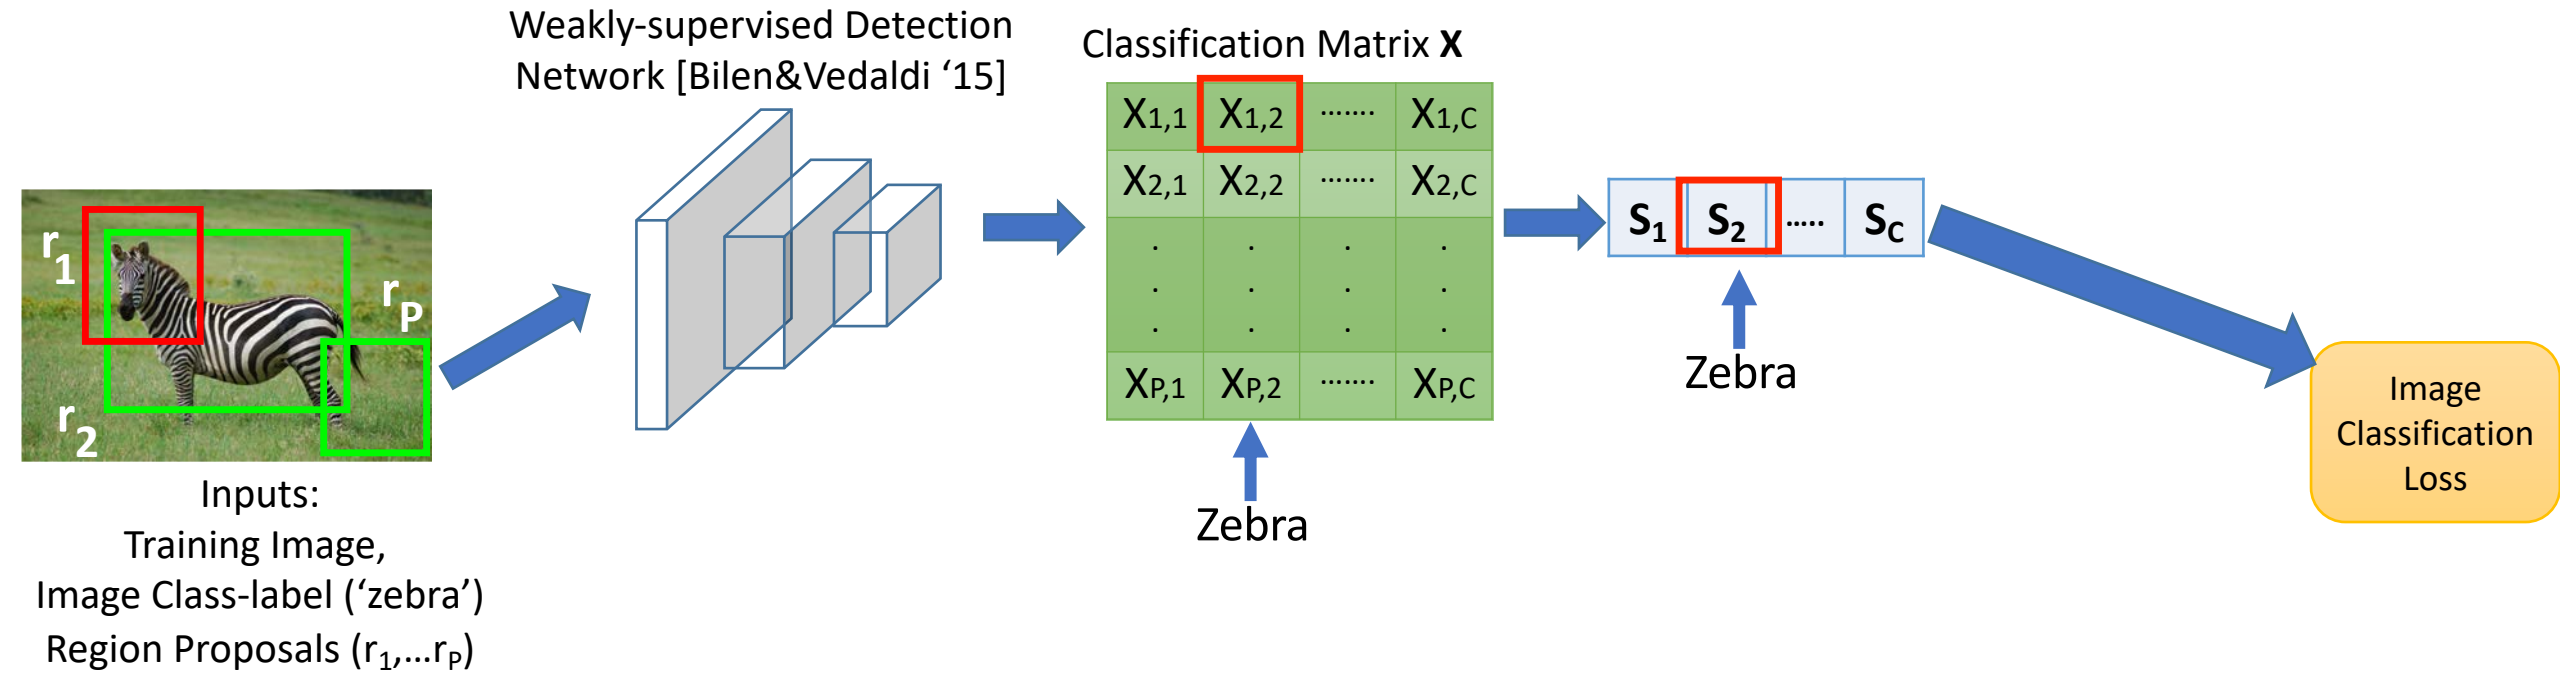 Weakly-supervised Detection
Network [Bilen&Vedaldi ‘15]
Classification Matrix X
r1
r2
rP
Inputs:
Training Image,
Image Class-label (‘zebra’)
Region Proposals (r1,...rP)
X1,1 X1,2 ....... X1,C
X2,1 X2,2 ....... X2,C
. . . .
. . . .
. . . .
XP,1 XP,2 ....... XP,C
Zebra
S1 S2 ..... SC
Zebra
Image
Classification
Loss